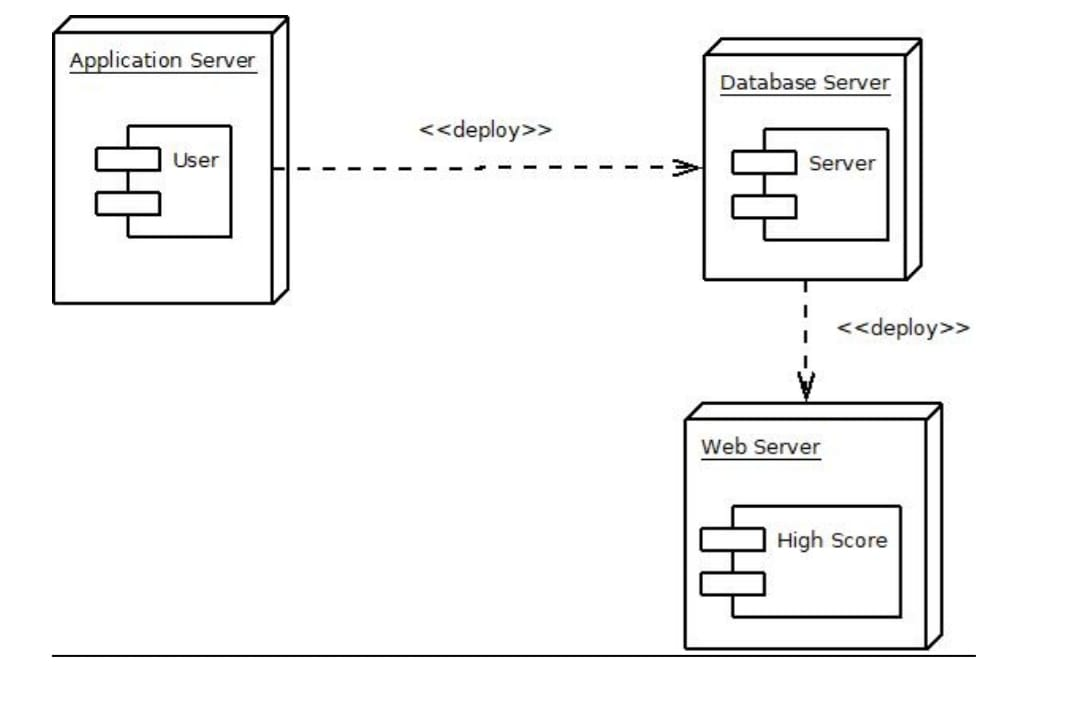 Application Server
User
<<deploy>>
Database Server
Server
<<deploy>>
Web Server
High Score